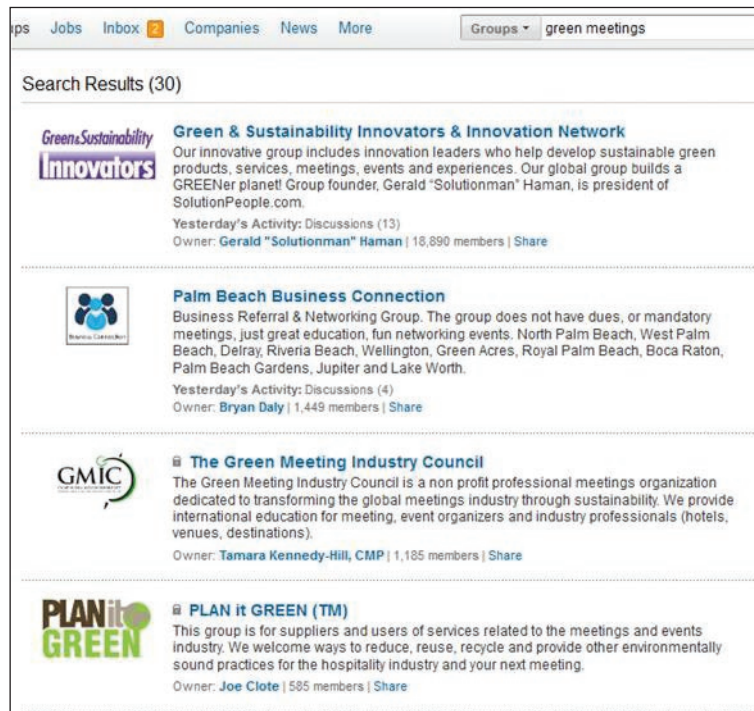 ps Jobs Inbox 2 Companies News More Groups green meetings
Search Results (30)
Green & Sustainability
Innovators
Green & Sustainability Innovators & Innovation Network
Our innovative group includes innovation leaders who help develop sustainable green
products, services, meetings, events and experiences. Our global group builds a
GREENer planet! Group founder, Gerald "Solutionman" Haman, is president of
SolutionPeople.com.
Yesterday's Activity: Discussions (13)
Owner: Gerald "Solutionman" Haman | 18,890 members | Share
Palm Beach Business Connection
Business Referral & Networking Group. The group does not have dues, or mandatory
meetings, just great education, fun networking events. North Palm Beach, West Palm
Beach, Delray, Riveria Beach, Wellington, Green Acres, Royal Palm Beach, Boca Raton,
Palm Beach Gardens, Jupiter and Lake Worth.
Yesterday's Activity: Discussions (4)
Owner: Bryan Daly | 1,449 members | Share
GMIC
The Green Meeting Industry Council
The Green Meeting Industry Council is a non profit professional meetings organization
dedicated to transforming the global meetings industry through sustainability. We provide
international education for meeting, event organizers and industry professionals (hotels,
venues, destinations).
Owner: Tamara Kennedy-Hill, CMP | 1,185 members | Share
PLAN it
GREEN
PLAN it GREEN (TM)
This group is for suppliers and users of services related to the meetings and events
industry. We welcome ways to reduce, reuse, recycle and provide other environmentally
sound practices for the hospitality industry and your next meeting.
Owner: Joe Clote | 585 members | Share